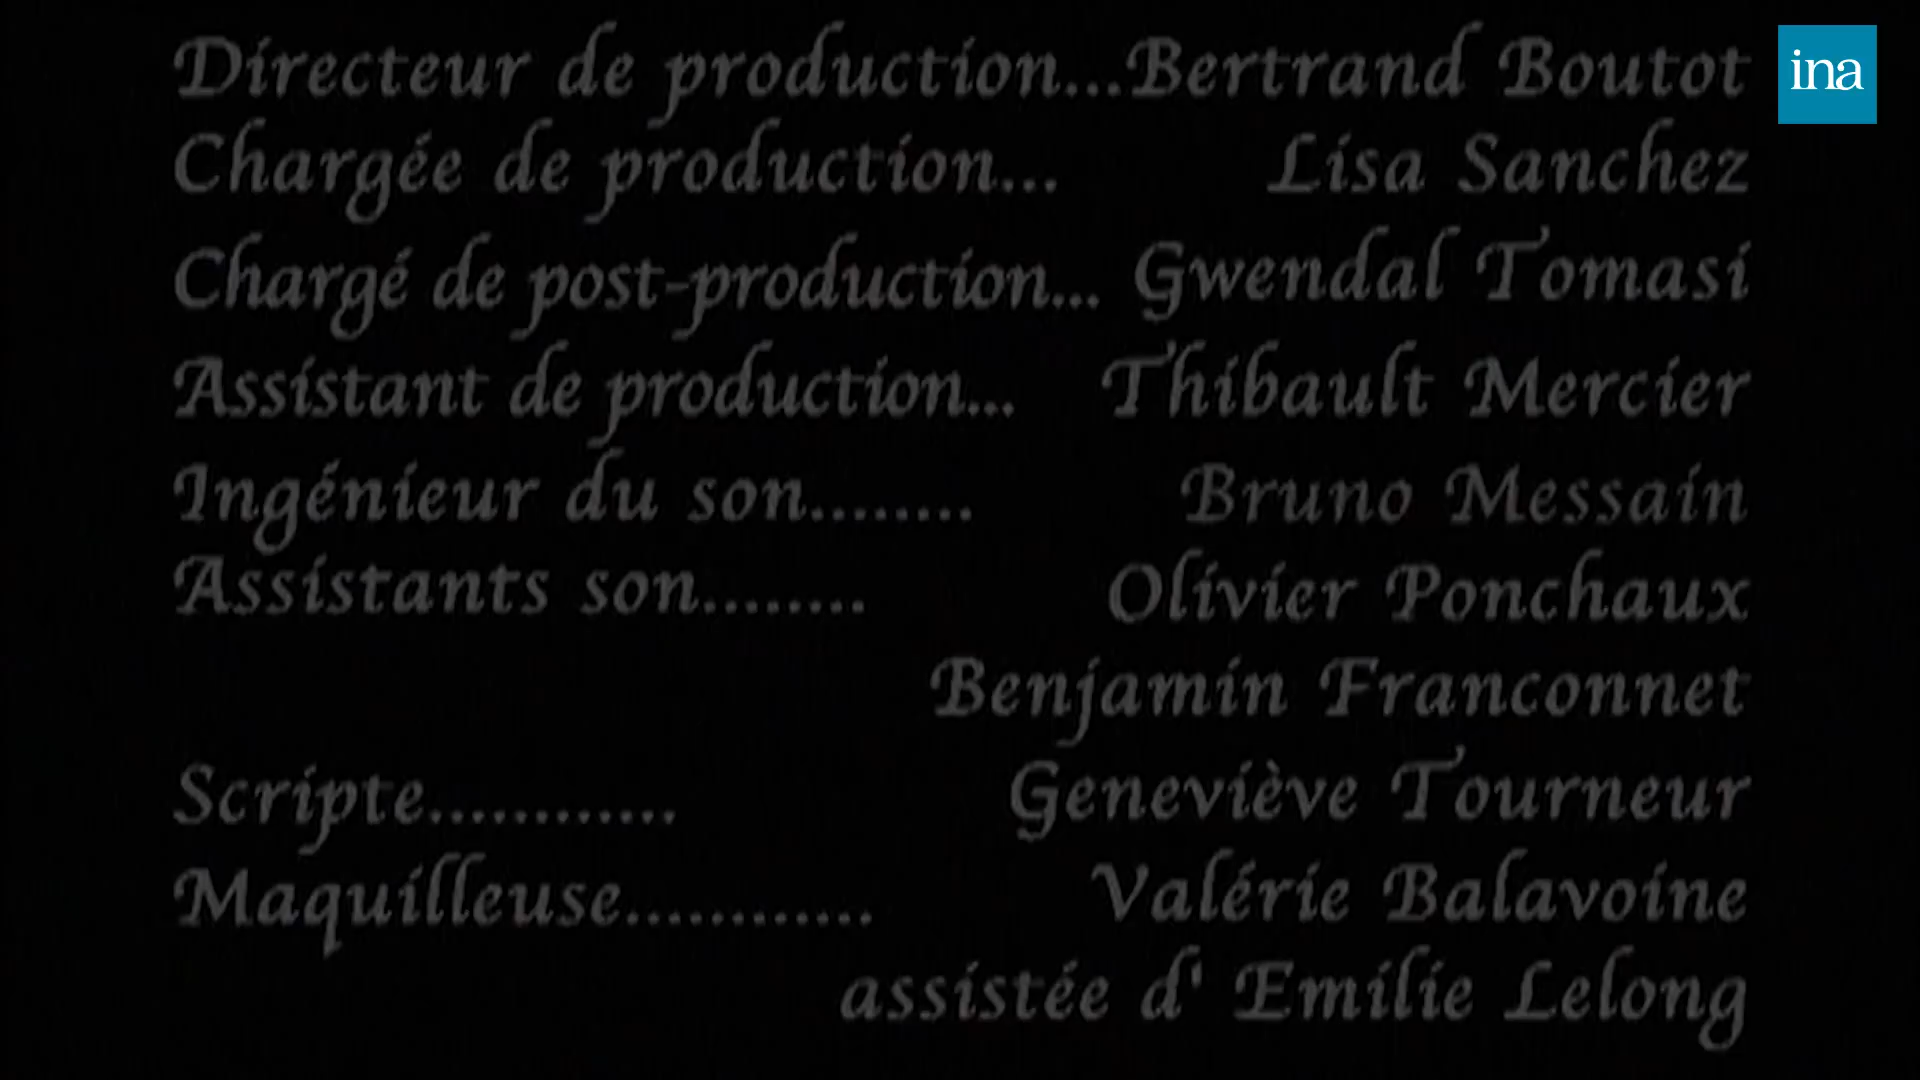 Directeur de production...Bertrand Boutot
ina
Chargée de production... Lisa Sanchez
Chargé de post-production... Gwendal Tomasi
Assistant de production... Thibault Mercier
Ingénieur du son........ Bruno Messain
Assistants son........ Olivier Ponchaux
Benjamin Franconnet
Scripte............ Geneviève Tourneur
Maquilleuse............ Valérie Balavoine
assistée d' Emilie Lelong